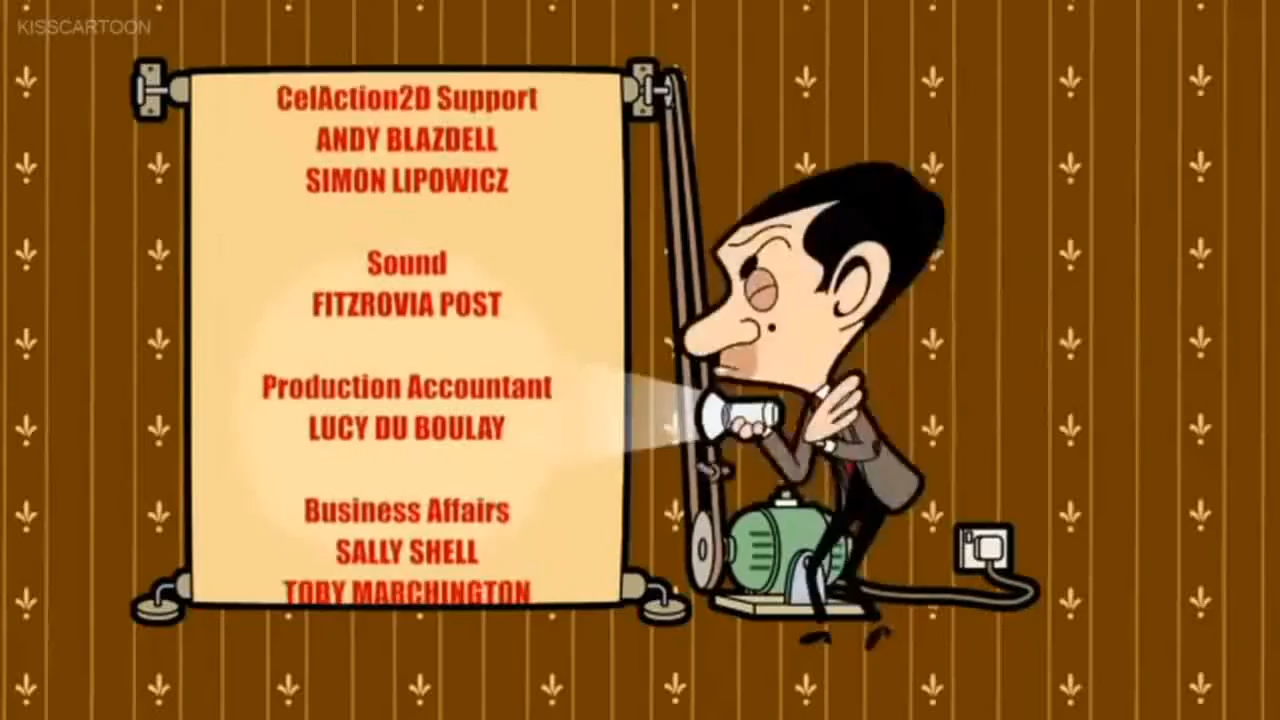 KISSCARTOON
CelAction2D Support
ANDY BLAZDELL
SIMON LIPOWICZ
Sound
FITZROVIA POST
Production Accountant
LUCY DU BOULAY
Business Affairs
SALLY SHELL
TOBY MARCHINGTON